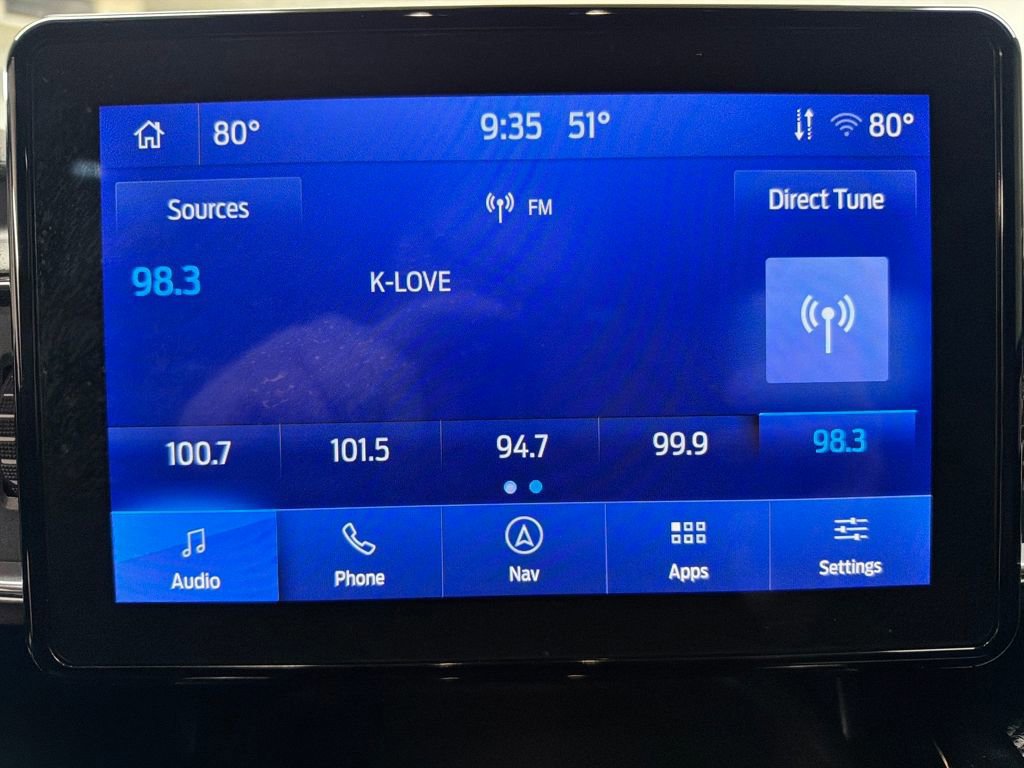 80° 9:35 51° 80°
Sources FM Direct Tune
98.3 K-LOVE
100.7 101.5 94.7 99.9 98.3
Audio Phone Nav Apps Settings